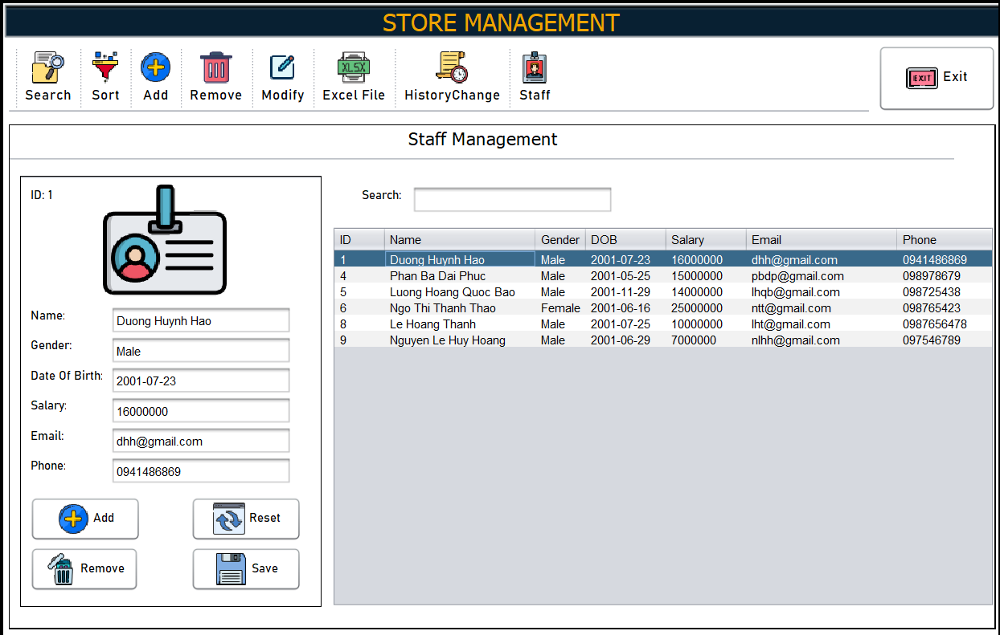 STORE MANAGEMENT
Search Sort Add Remove Modify XLSX Excel File HistoryChange Staff EXIT Exit
Staff Management
ID: 1
Name: Duong Huynh Hao
Gender: Male
Date Of Birth: 2001-07-23
Salary: 16000000
Email: dhh@gmail.com
Phone: 0941486869
Add Reset
Remove Save
Search:
ID Name Gender DOB Salary Email Phone
1 Duong Huynh Hao Male 2001-07-23 16000000 dhh@gmail.com 0941486869
4 Phan Ba Dai Phuc Male 2001-05-25 15000000 pbdp@gmail.com 098978679
5 Luong Hoang Quoc Bao Male 2001-11-29 14000000 lhqb@gmail.com 098725438
6 Ngo Thi Thanh Thao Female 2001-06-16 25000000 ntt@gmail.com 098765423
8 Le Hoang Thanh Male 2001-07-25 10000000 lht@gmail.com 0987656478
9 Nguyen Le Huy Hoang Male 2001-06-29 7000000 nlhh@gmail.com 097546789